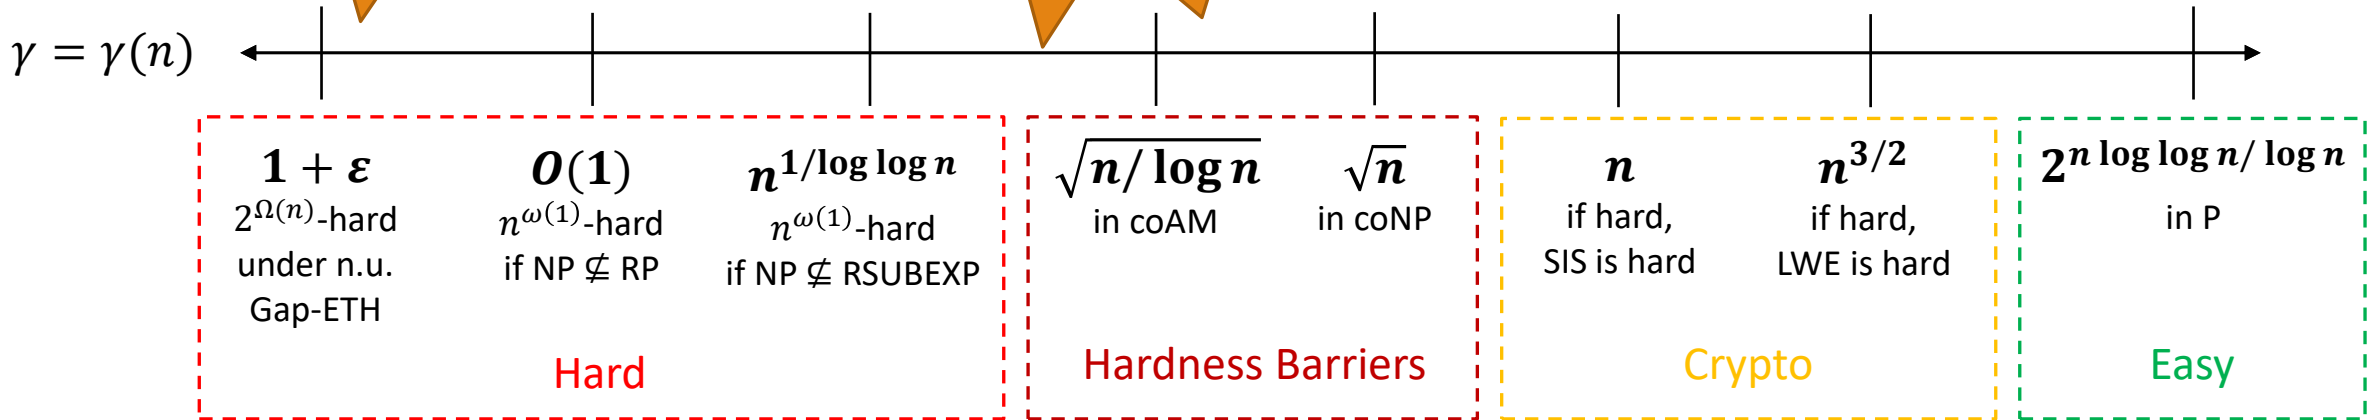 γ = γ(n)
1 + ε
2^{Ω(n)}-hard
under n.u.
Gap-ETH
O(1)
n^{ω(1)}-hard
if NP ⊈ RP
n^{1/log log n}
n^{ω(1)}-hard
if NP ⊈ RSUBEXP
Hard
√(n/ log n)
in coAM
√n
in coNP
Hardness Barriers
n
if hard,
SIS is hard
n^{3/2}
if hard,
LWE is hard
Crypto
2^{n log log n/ log n}
in P
Easy